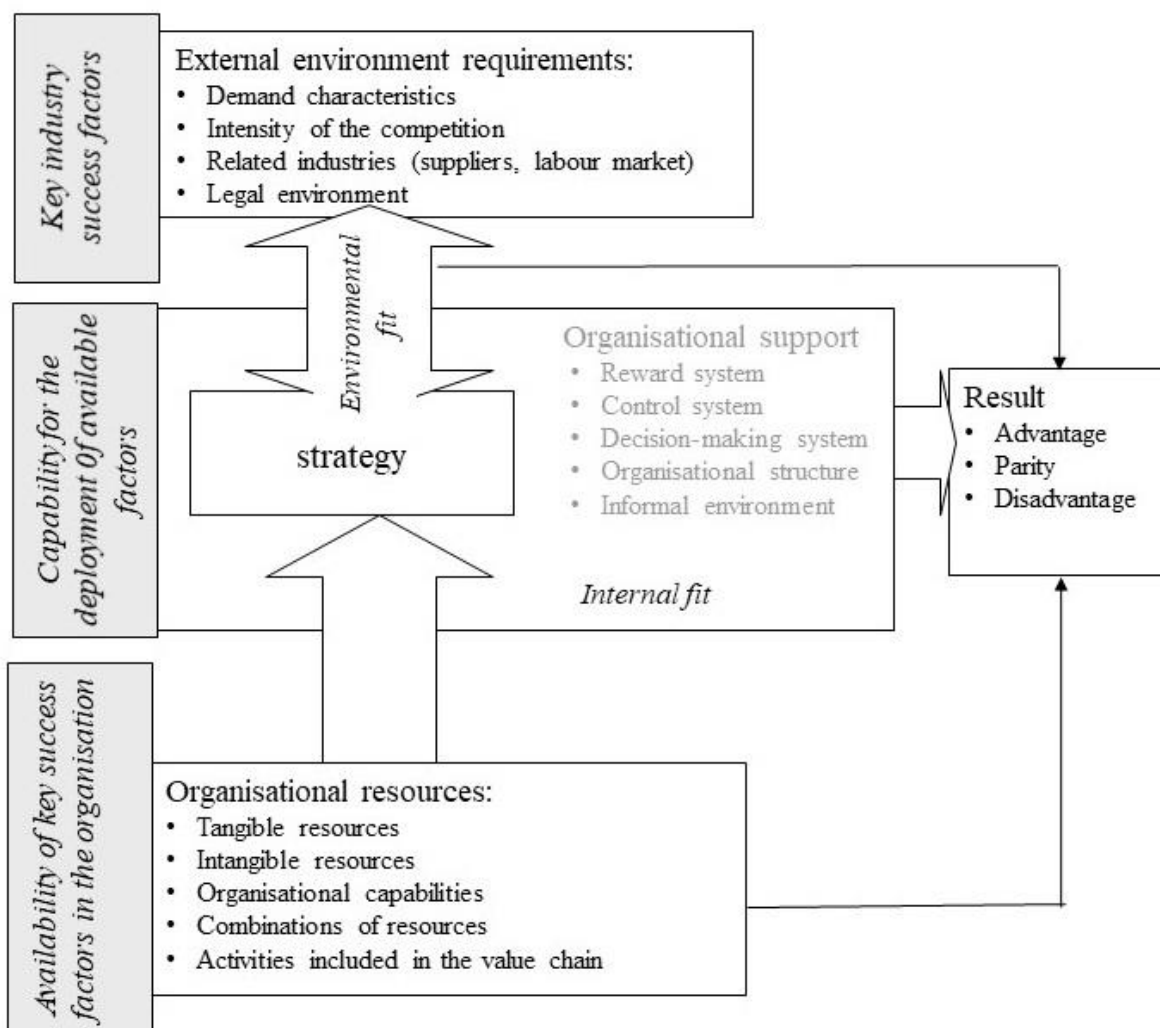 Key industry
success factors
External environment requirements:
• Demand characteristics
• Intensity of the competition
• Related industries (suppliers, labour market)
• Legal environment
Environmental
fit
Capability for the
deployment 0f available
factors
strategy
Organisational support
• Reward system
• Control system
• Decision-making system
• Organisational structure
• Informal environment
Internal fit
Result
• Advantage
• Parity
• Disadvantage
Availability of key success
factors in the organisation
Organisational resources:
• Tangible resources
• Intangible resources
• Organisational capabilities
• Combinations of resources
• Activities included in the value chain